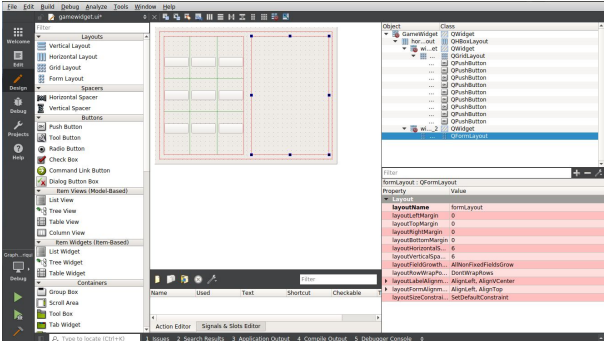 File Edit Build Debug Analyze Tools Window Help
gamewidget.ui*
Welcome
Edit
Design
Debug
Projects
Help
Debug
Filter
Layouts
Vertical Layout
Horizontal Layout
Grid Layout
Form Layout
Spacers
Horizontal Spacer
Vertical Spacer
Buttons
Push Button
Tool Button
Radio Button
Check Box
Command Link Button
Dialog Button Box
Item Views (Model-Based)
List View
Tree View
Table View
Column View
Item Widgets (Item-Based)
List Widget
Tree Widget
Table Widget
Containers
Group Box
Scroll Area
Tool Box
Tab Widget
Filter
Name Used Text Shortcut Checkable
Action Editor Signals & Slots Editor
Object Class
GameWidget QWidget
hor...out QHBoxLayout
wi...et QWidget
... QGridLayout
... QPushButton
... QPushButton
... QPushButton
... QPushButton
... QPushButton
... QPushButton
... QPushButton
... QPushButton
... QPushButton
wi..._2 QWidget
... QFormLayout
Filter
formLayout : QFormLayout
Property Value
Layout
layoutName formLayout
layoutLeftMargin 0
layoutTopMargin 0
layoutRightMargin 0
layoutBottomMargin 0
layoutHorizontalS... 6
layoutVerticalSpa... 6
layoutFieldGrowth... AllNonFixedFieldsGrow
layoutRowWrapPo... DontWrapRows
layoutLabelAlignm... AlignLeft, AlignVCenter
layoutFormAlignm... AlignLeft, AlignTop
layoutSizeConstrai... SetDefaultConstraint
Type to locate (Ctrl+K) 1 Issues 2 Search Results 3 Application Output 4 Compile Output 5 Debugger Console